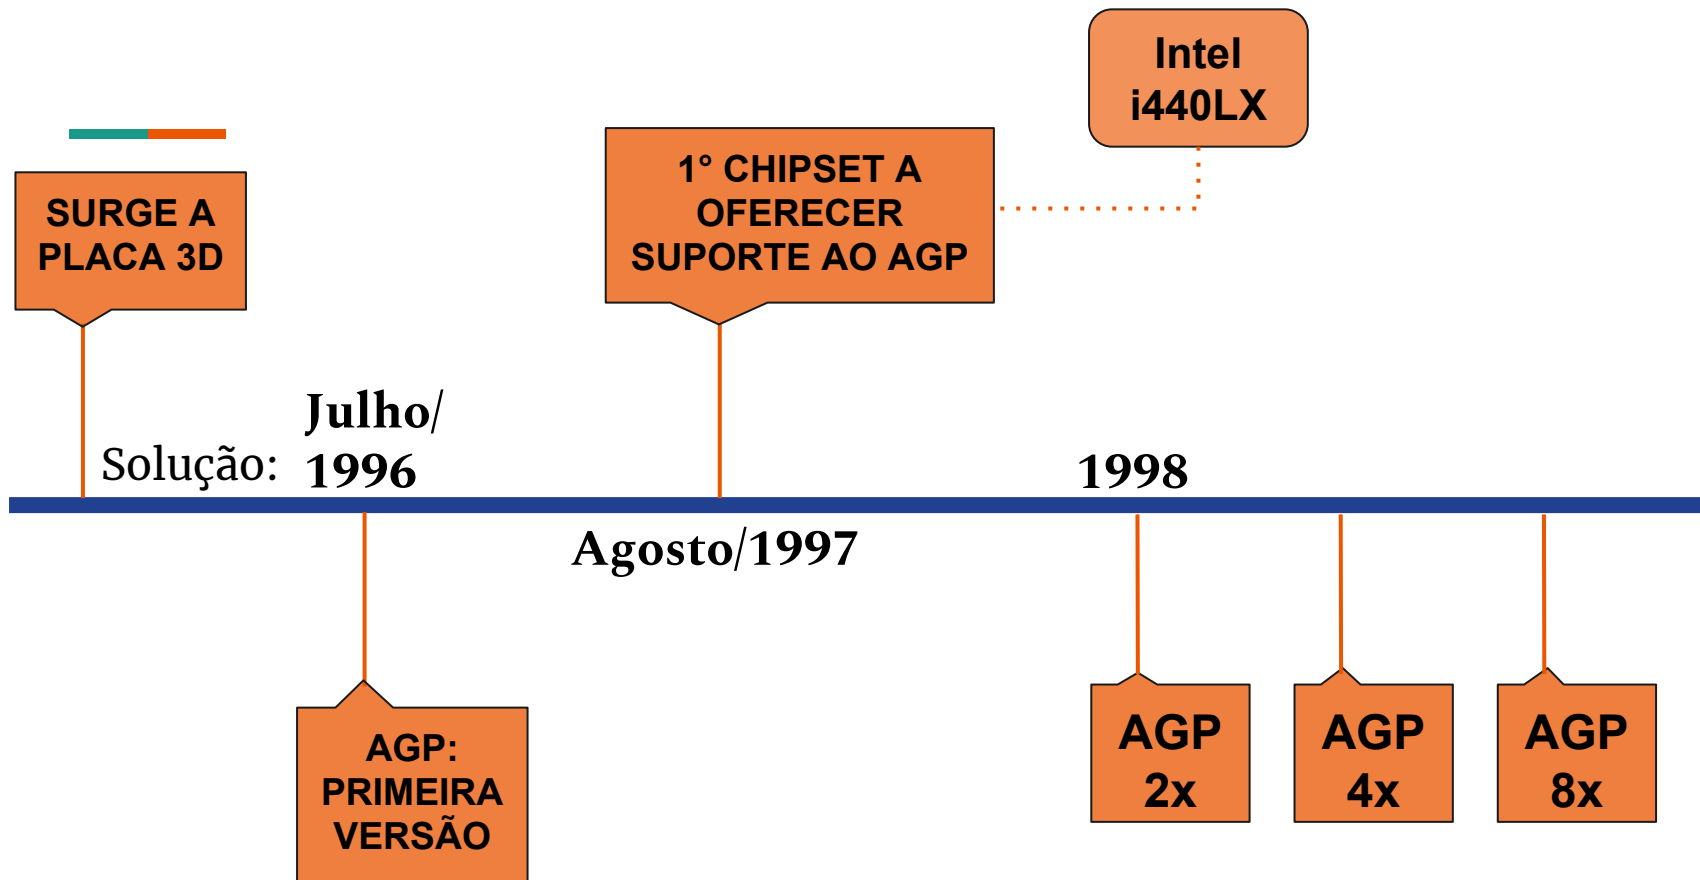 Intel
i440LX
SURGE A
PLACA 3D
1° CHIPSET A
OFERECER
SUPORTE AO AGP
Solução:
Julho/
1996
Agosto/1997
1998
AGP:
PRIMEIRA
VERSÃO
AGP
2x
AGP
4x
AGP
8x